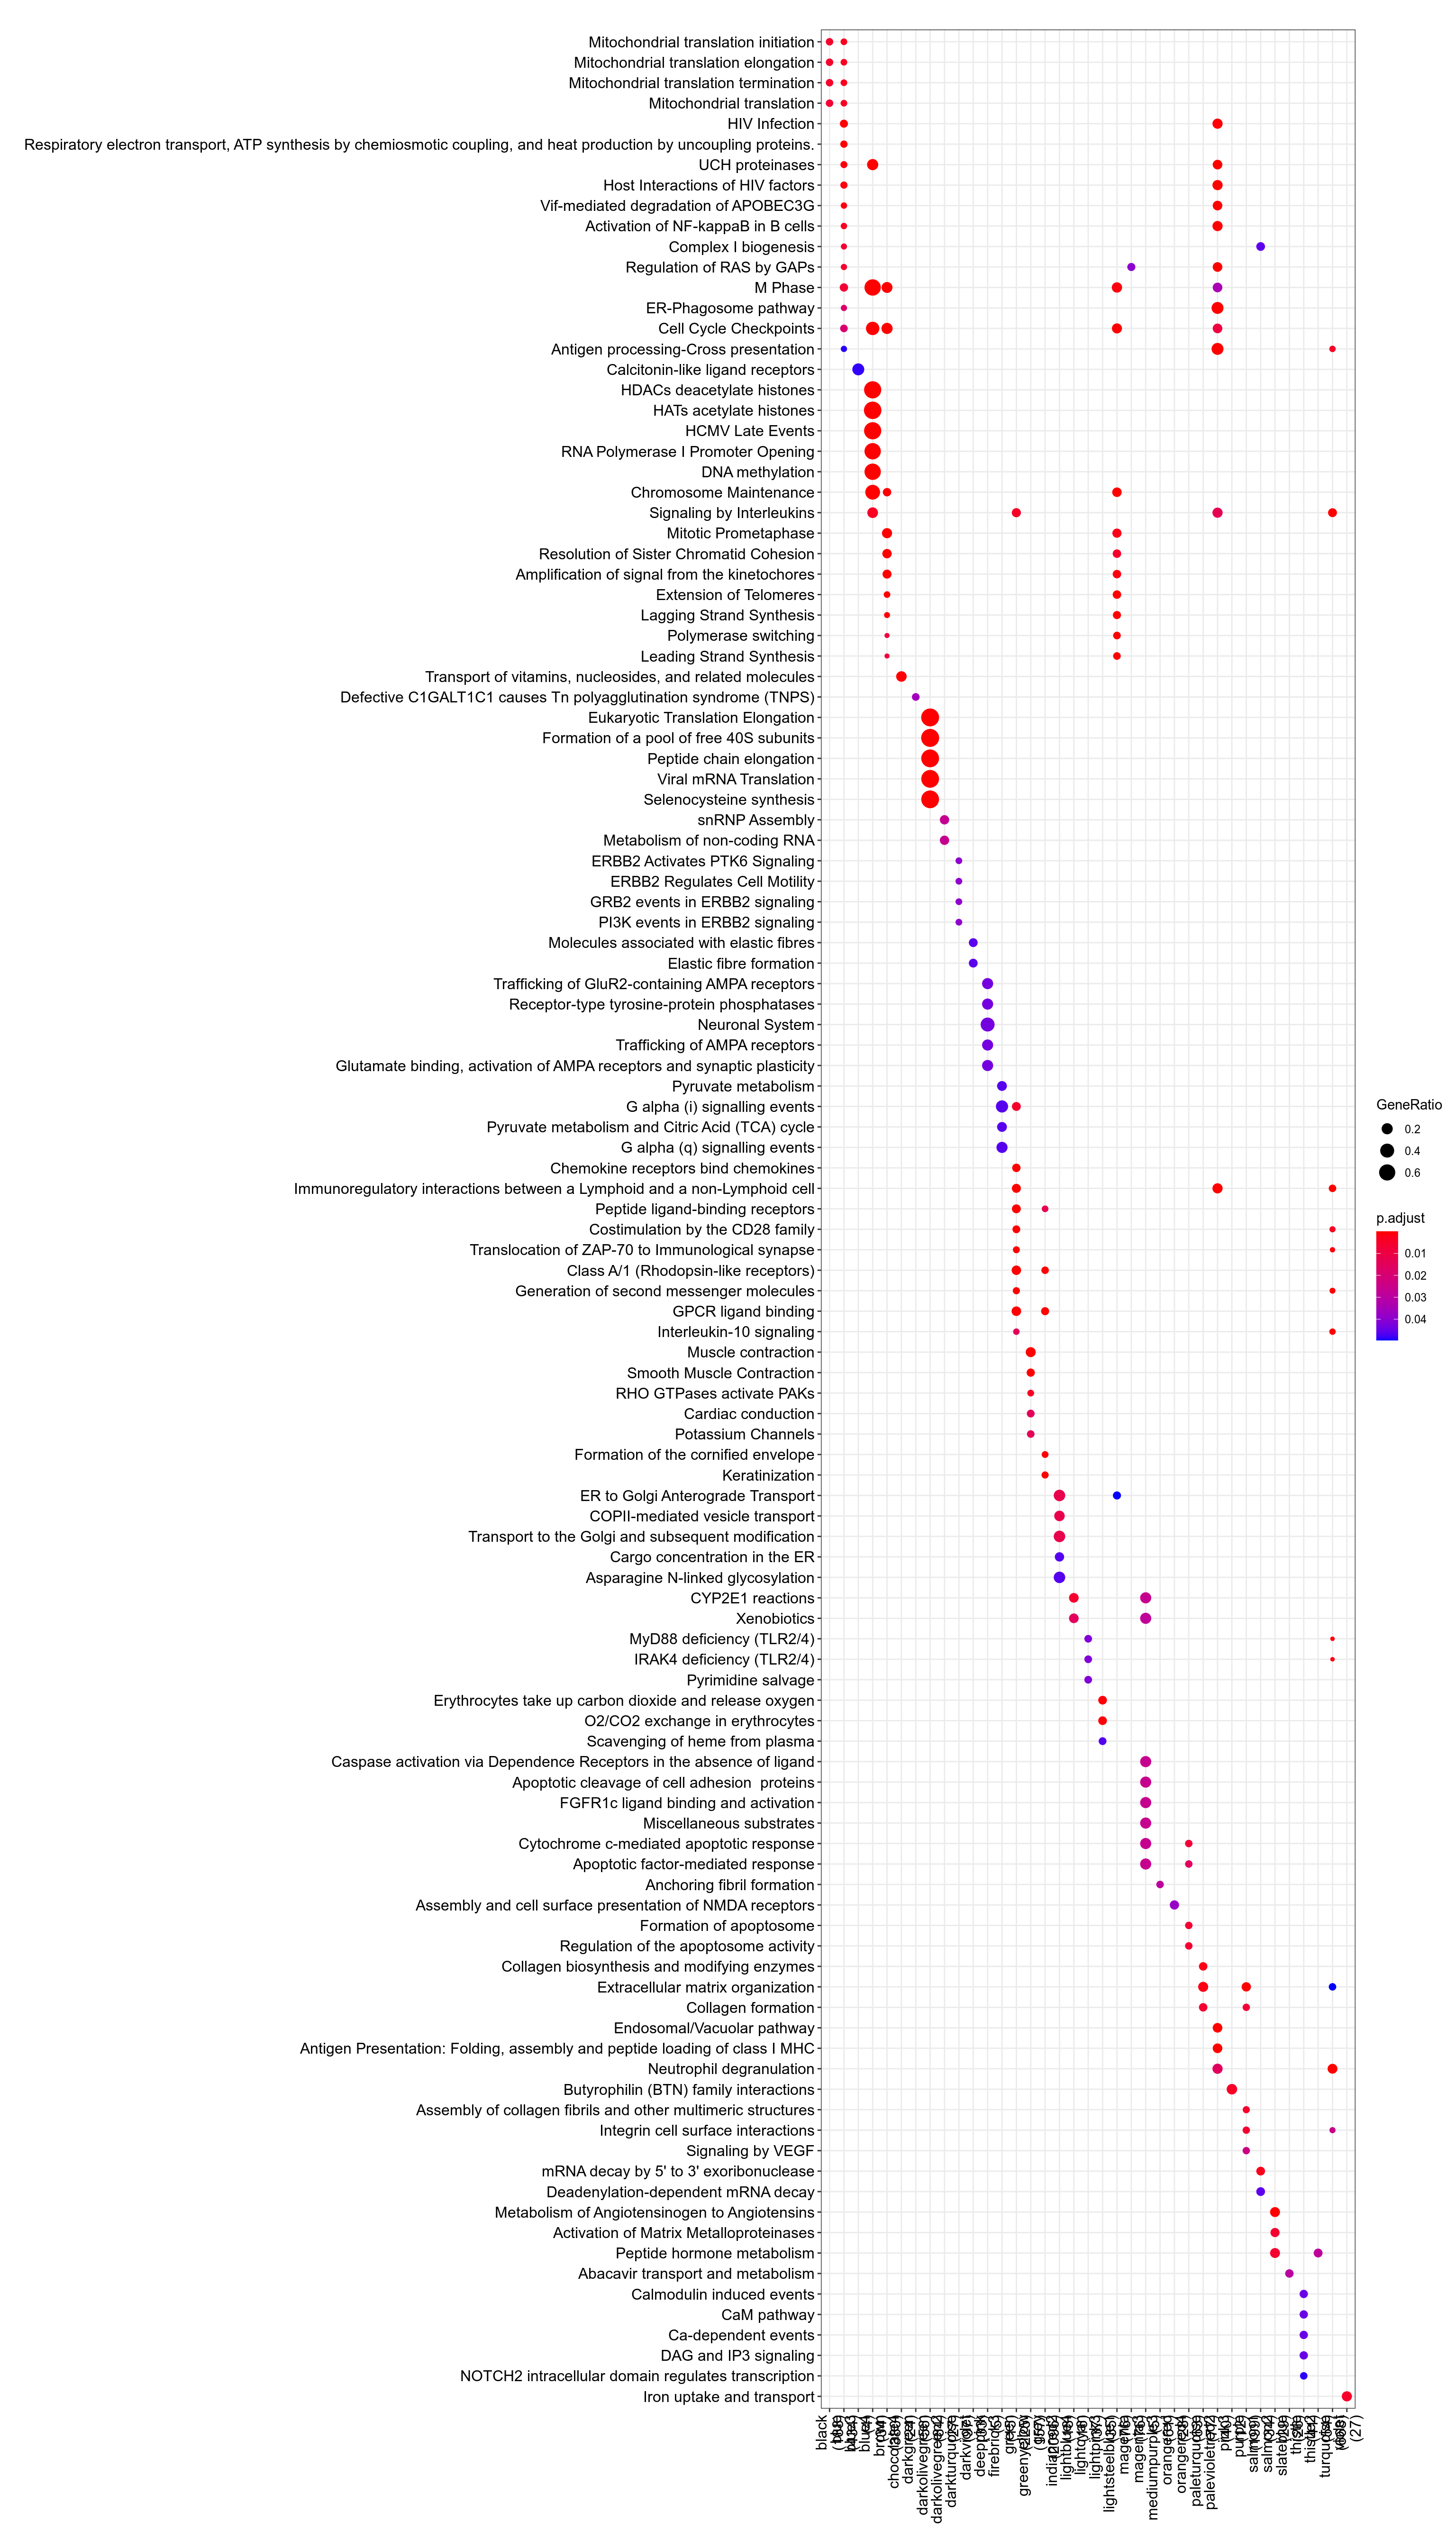 Mitochondrial translation initiation
Mitochondrial translation elongation
Mitochondrial translation termination
Mitochondrial translation
HIV Infection
Respiratory electron transport, ATP synthesis by chemiosmotic coupling, and heat production by uncoupling proteins.
UCH proteinases
Host Interactions of HIV factors
Vif-mediated degradation of APOBEC3G
Activation of NF-kappaB in B cells
Complex I biogenesis
Regulation of RAS by GAPs
M Phase
ER-Phagosome pathway
Cell Cycle Checkpoints
Antigen processing-Cross presentation
Calcitonin-like ligand receptors
HDACs deacetylate histones
HATs acetylate histones
HCMV Late Events
RNA Polymerase I Promoter Opening
DNA methylation
Chromosome Maintenance
Signaling by Interleukins
Mitotic Prometaphase
Resolution of Sister Chromatid Cohesion
Amplification of signal from the kinetochores
Extension of Telomeres
Lagging Strand Synthesis
Polymerase switching
Leading Strand Synthesis
Transport of vitamins, nucleosides, and related molecules
Defective C1GALT1C1 causes Tn polyagglutination syndrome (TNPS)
Eukaryotic Translation Elongation
Formation of a pool of free 40S subunits
Peptide chain elongation
Viral mRNA Translation
Selenocysteine synthesis
snRNP Assembly
Metabolism of non-coding RNA
ERBB2 Activates PTK6 Signaling
ERBB2 Regulates Cell Motility
GRB2 events in ERBB2 signaling
PI3K events in ERBB2 signaling
Molecules associated with elastic fibres
Elastic fibre formation
Trafficking of GluR2-containing AMPA receptors
Receptor-type tyrosine-protein phosphatases
Neuronal System
Trafficking of AMPA receptors
Glutamate binding, activation of AMPA receptors and synaptic plasticity
Pyruvate metabolism
G alpha (i) signalling events
Pyruvate metabolism and Citric Acid (TCA) cycle
G alpha (q) signalling events
Chemokine receptors bind chemokines
Immunoregulatory interactions between a Lymphoid and a non-Lymphoid cell
Peptide ligand-binding receptors
Costimulation by the CD28 family
Translocation of ZAP-70 to Immunological synapse
Class A/1 (Rhodopsin-like receptors)
Generation of second messenger molecules
GPCR ligand binding
Interleukin-10 signaling
Muscle contraction
Smooth Muscle Contraction
RHO GTPases activate PAKs
Cardiac conduction
Potassium Channels
Formation of the cornified envelope
Keratinization
ER to Golgi Anterograde Transport
COPII-mediated vesicle transport
Transport to the Golgi and subsequent modification
Cargo concentration in the ER
Asparagine N-linked glycosylation
CYP2E1 reactions
Xenobiotics
MyD88 deficiency (TLR2/4)
IRAK4 deficiency (TLR2/4)
Pyrimidine salvage
Erythrocytes take up carbon dioxide and release oxygen
O2/CO2 exchange in erythrocytes
Scavenging of heme from plasma
Caspase activation via Dependence Receptors in the absence of ligand
Apoptotic cleavage of cell adhesion  proteins
FGFR1c ligand binding and activation
Miscellaneous substrates
Cytochrome c-mediated apoptotic response
Apoptotic factor-mediated response
Anchoring fibril formation
Assembly and cell surface presentation of NMDA receptors
Formation of apoptosome
Regulation of the apoptosome activity
Collagen biosynthesis and modifying enzymes
Extracellular matrix organization
Collagen formation
Endosomal/Vacuolar pathway
Antigen Presentation: Folding, assembly and peptide loading of class I MHC
Neutrophil degranulation
Butyrophilin (BTN) family interactions
Assembly of collagen fibrils and other multimeric structures
Integrin cell surface interactions
Signaling by VEGF
mRNA decay by 5' to 3' exoribonuclease
Deadenylation-dependent mRNA decay
Metabolism of Angiotensinogen to Angiotensins
Activation of Matrix Metalloproteinases
Peptide hormone metabolism
Abacavir transport and metabolism
Calmodulin induced events
CaM pathway
Ca-dependent events
DAG and IP3 signaling
NOTCH2 intracellular domain regulates transcription
Iron uptake and transport
GeneRatio
0.2
0.4
0.6
p.adjust
0.01
0.02
0.03
0.04
black
(27)